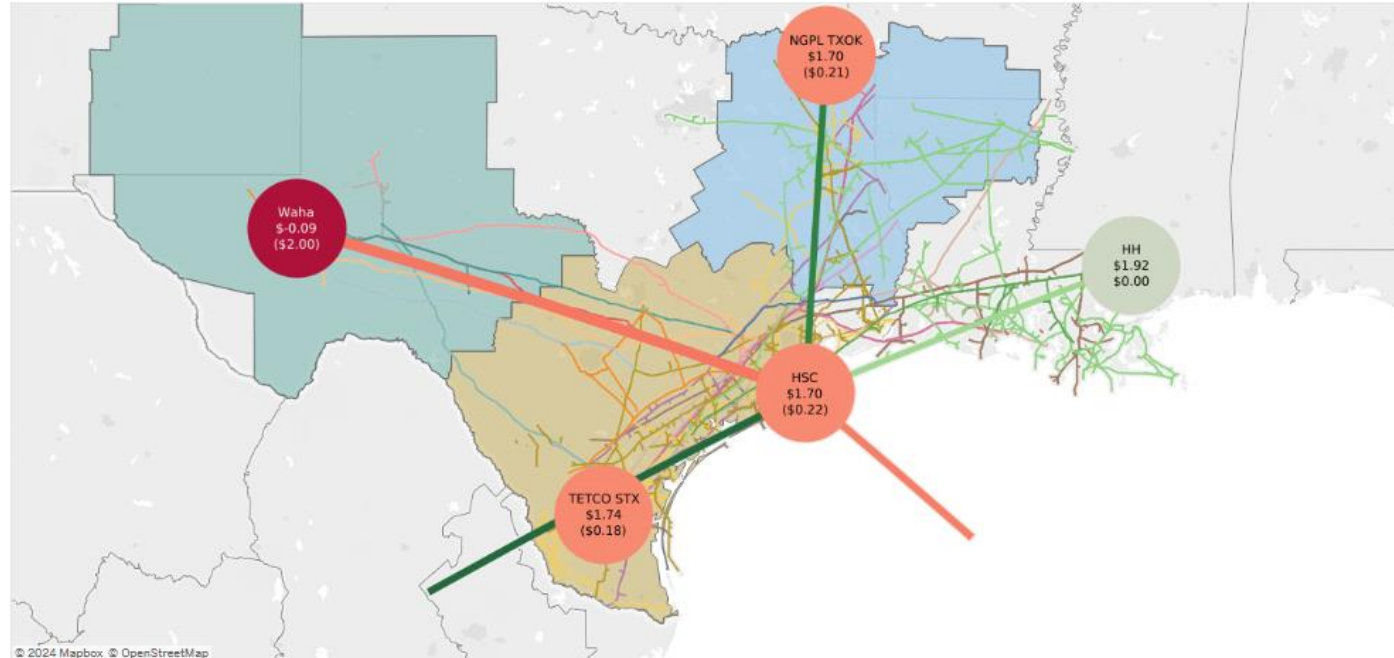 NGPL TXOK
$1.70
($0.21)
Waha
$-0.09
($2.00)
HH
$1.92
$0.00
HSC
$1.70
($0.22)
TETCO STX
$1.74
($0.18)
© 2024 Mapbox © OpenStreetMap